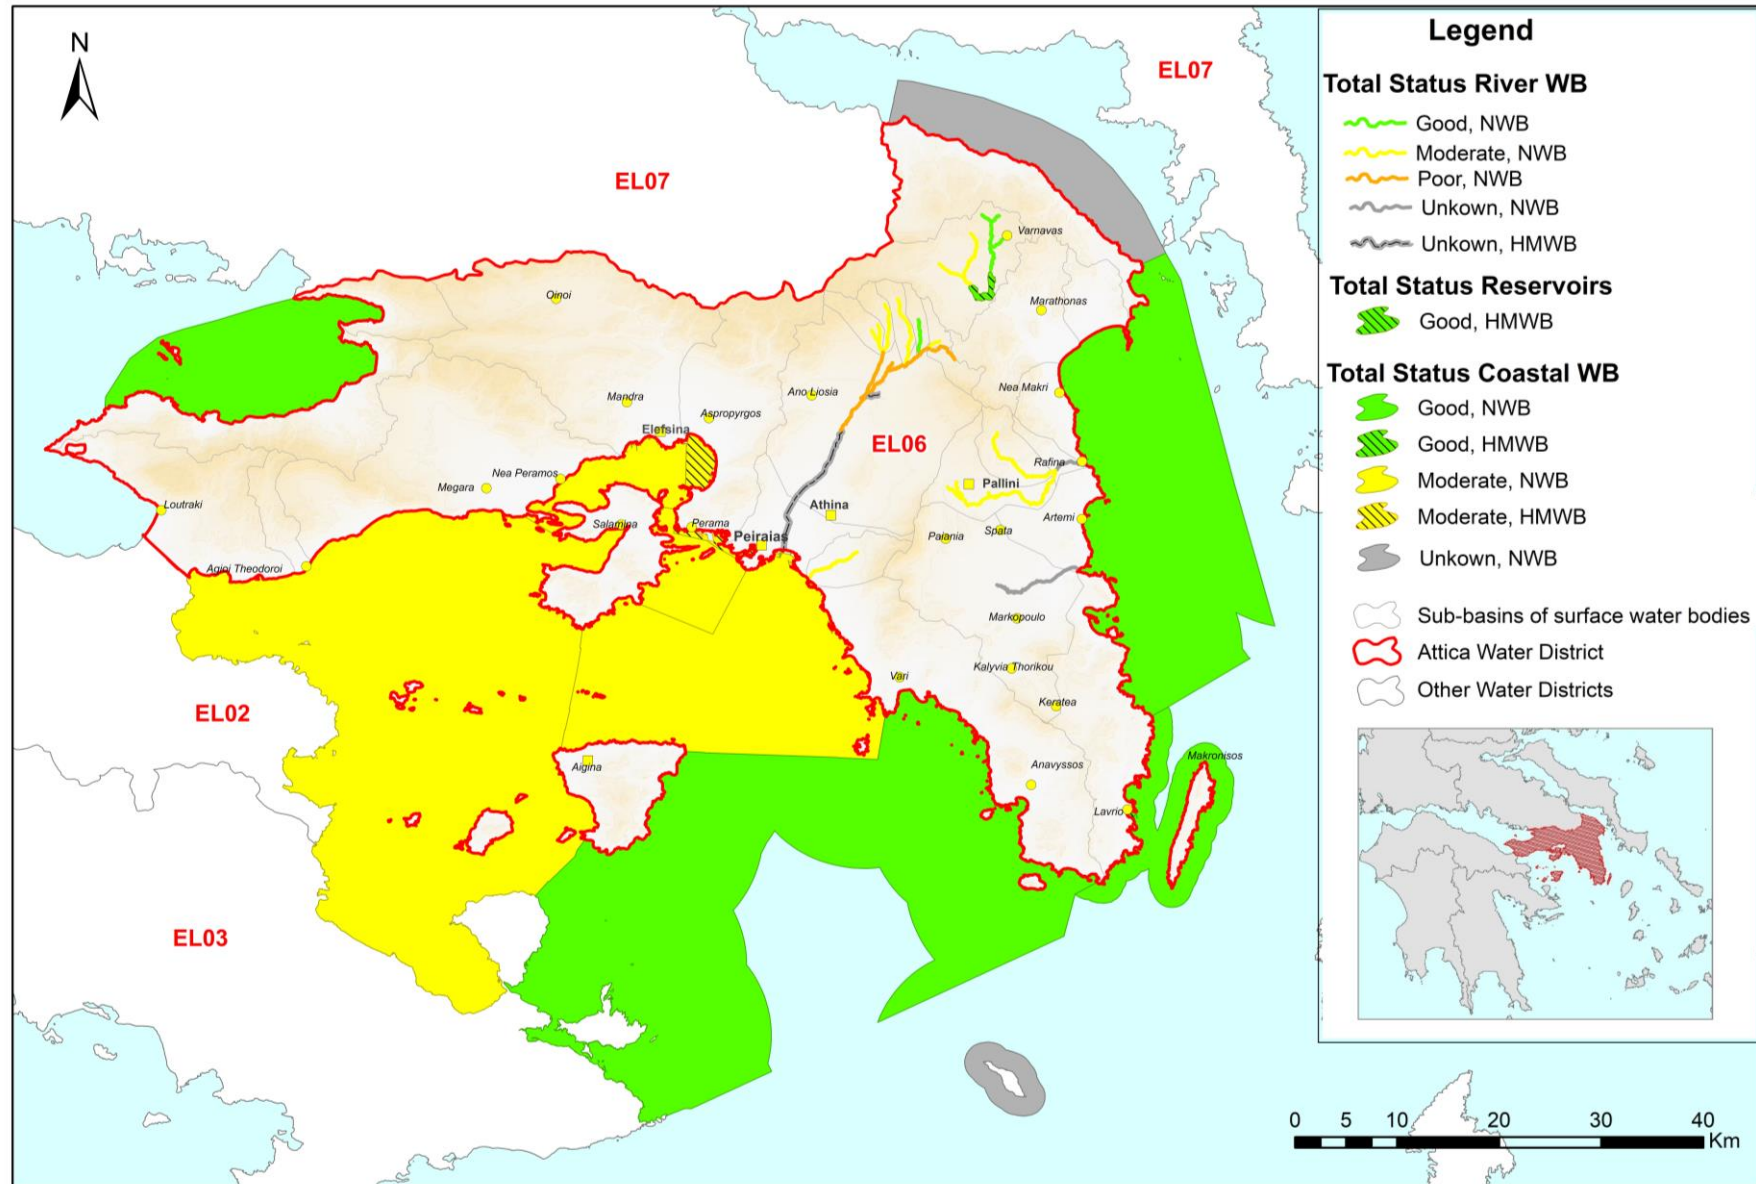 N
EL07
EL07
Varnavas
Oinoi
Marathonas
Nea Makri
Ano Liosia
Mandra
Aspropyrgos
Elefsina
EL06
Rafina
Nea Peramos
Megara
Pallini
Loutraki
Athina
Artemi
Salamina
Perama
Peiraias
Spata
Paiania
Agioi Theodoroi
Markopoulo
Kalyvia Thorikou
Vari
Keratea
EL02
Makronisos
Aigina
Anavyssos
Lavrio
EL03
Legend
Total Status River WB
Good, NWB
Moderate, NWB
Poor, NWB
Unkown, NWB
Unkown, HMWB
Total Status Reservoirs
Good, HMWB
Total Status Coastal WB
Good, NWB
Good, HMWB
Moderate, NWB
Moderate, HMWB
Unkown, NWB
Sub-basins of surface water bodies
Attica Water District
Other Water Districts
0 5 10 20 30 40
Km